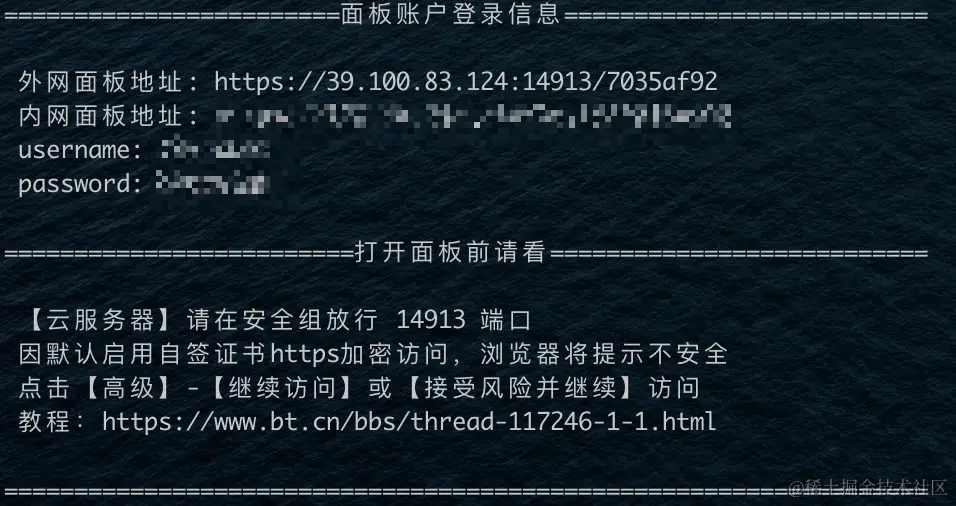 ========================面板账户登录信息==========================
外网面板地址: https://39.100.83.124:14913/7035af92
内网面板地址:
username:
password:
=========================打开面板前请看===========================
【云服务器】请在安全组放行 14913 端口
因默认启用自签证书https加密访问，浏览器将提示不安全
点击【高级】-【继续访问】或【接受风险并继续】访问
教程：https://www.bt.cn/bbs/thread-117246-1-1.html
==================================================================
@稀土掘金技术社区